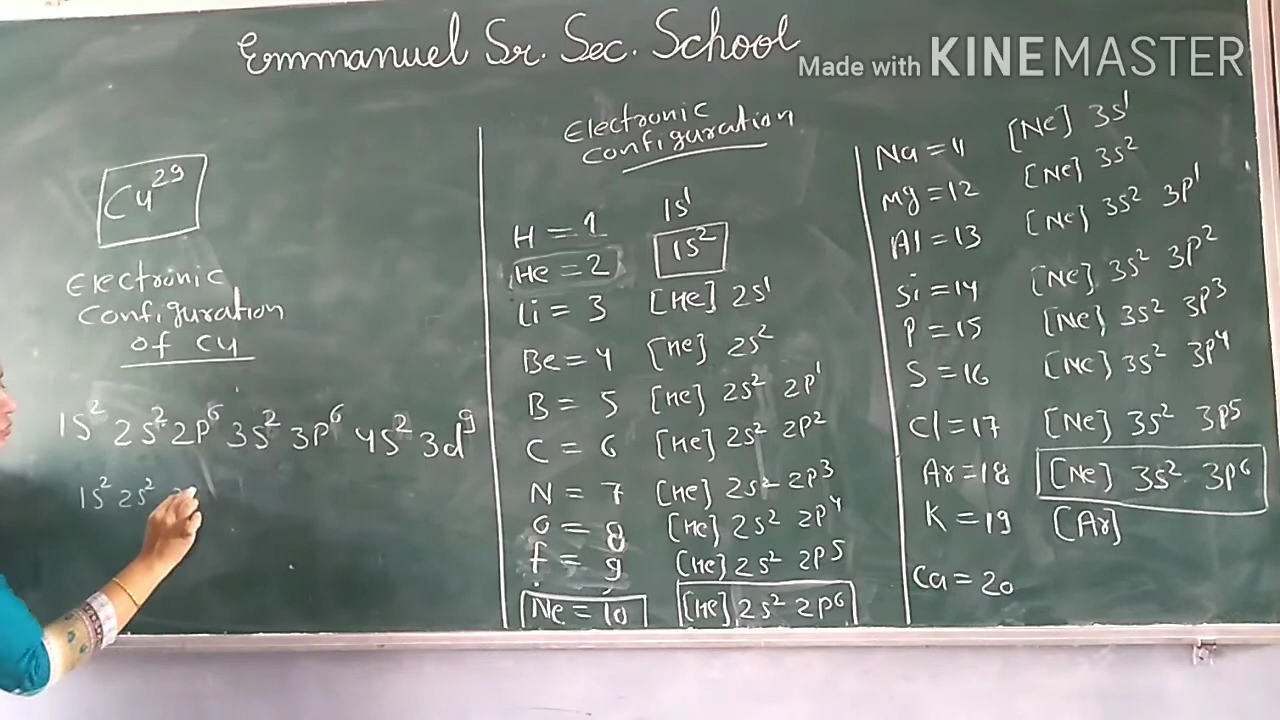 Emmanuel Sr. Sec. School
Made with KINEMASTER
Cu²⁹
Electronic
Configuration
of Cu
1s² 2s² 2p⁶ 3s² 3p⁶ 4s² 3d⁹
1s² 2s²
Electronic
Configuration
H = 1 1s¹
He = 2 1s²
Li = 3 [He] 2s¹
Be = 4 [He] 2s²
B = 5 [He] 2s² 2p¹
C = 6 [He] 2s² 2p²
N = 7 [He] 2s² 2p³
O = 8 [He] 2s² 2p⁴
f = 9 [He] 2s² 2p⁵
Ne = 10 [He] 2s² 2p⁶
Na = 11 [Ne] 3s¹
Mg = 12 [Ne] 3s²
Al = 13 [Ne] 3s² 3p¹
Si = 14 [Ne] 3s² 3p²
P = 15 [Ne] 3s² 3p³
S = 16 [Ne] 3s² 3p⁴
Cl = 17 [Ne] 3s² 3p⁵
Ar = 18 [Ne] 3s² 3p⁶
K = 19 [Ar]
Ca = 20